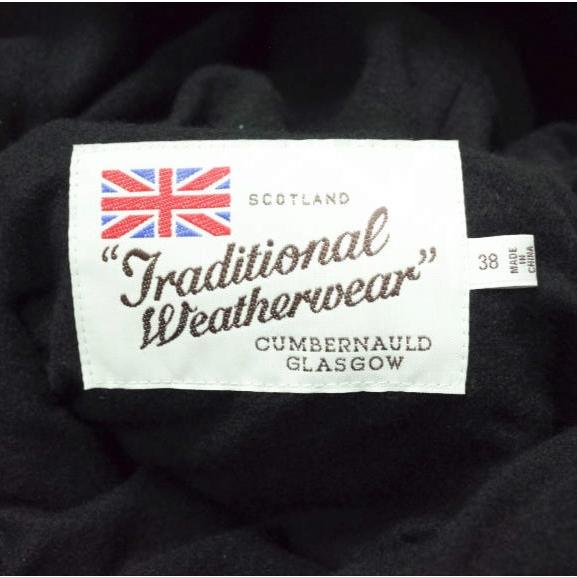 SCOTLAND
“Traditional
Weatherwear”
CUMBERNAULD
GLASGOW
38
MADE
IN
CHINA